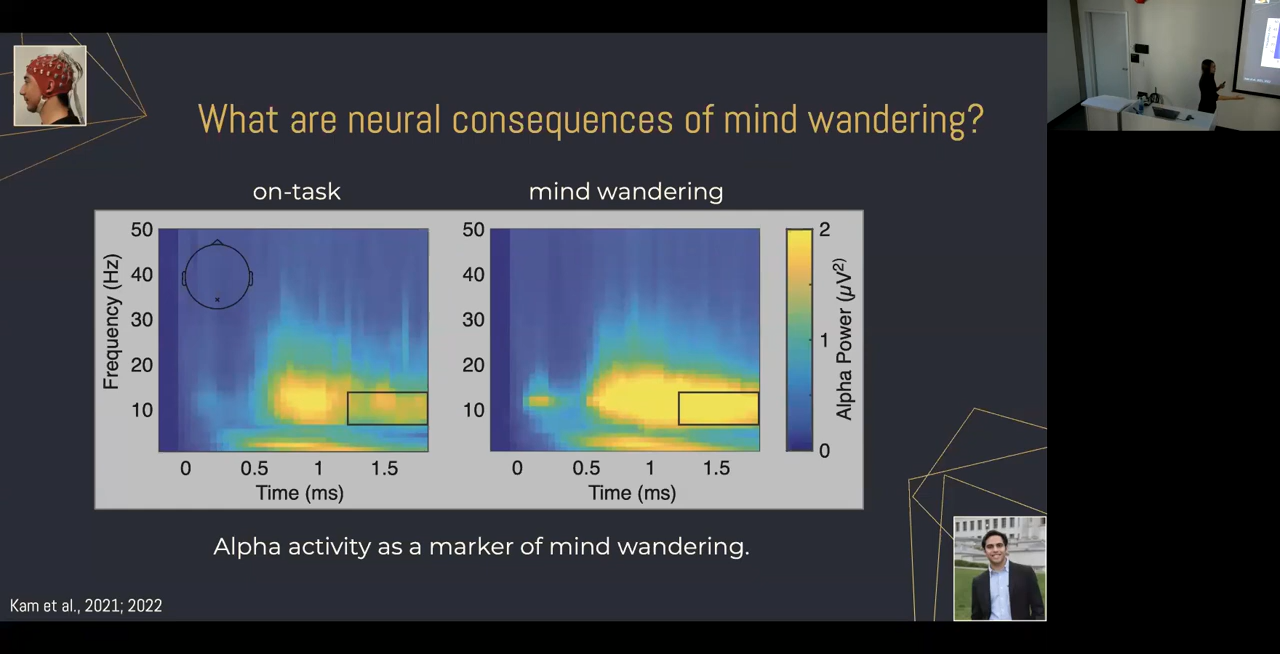 What are neural consequences of mind wandering?
on-task
mind wandering
Frequency (Hz)
50
40
30
20
10
0 0.5 1 1.5
Time (ms)
50
40
30
20
10
0 0.5 1 1.5
Time (ms)
2
1
0
Alpha Power (µV²)
Alpha activity as a marker of mind wandering.
Kam et al., 2021; 2022